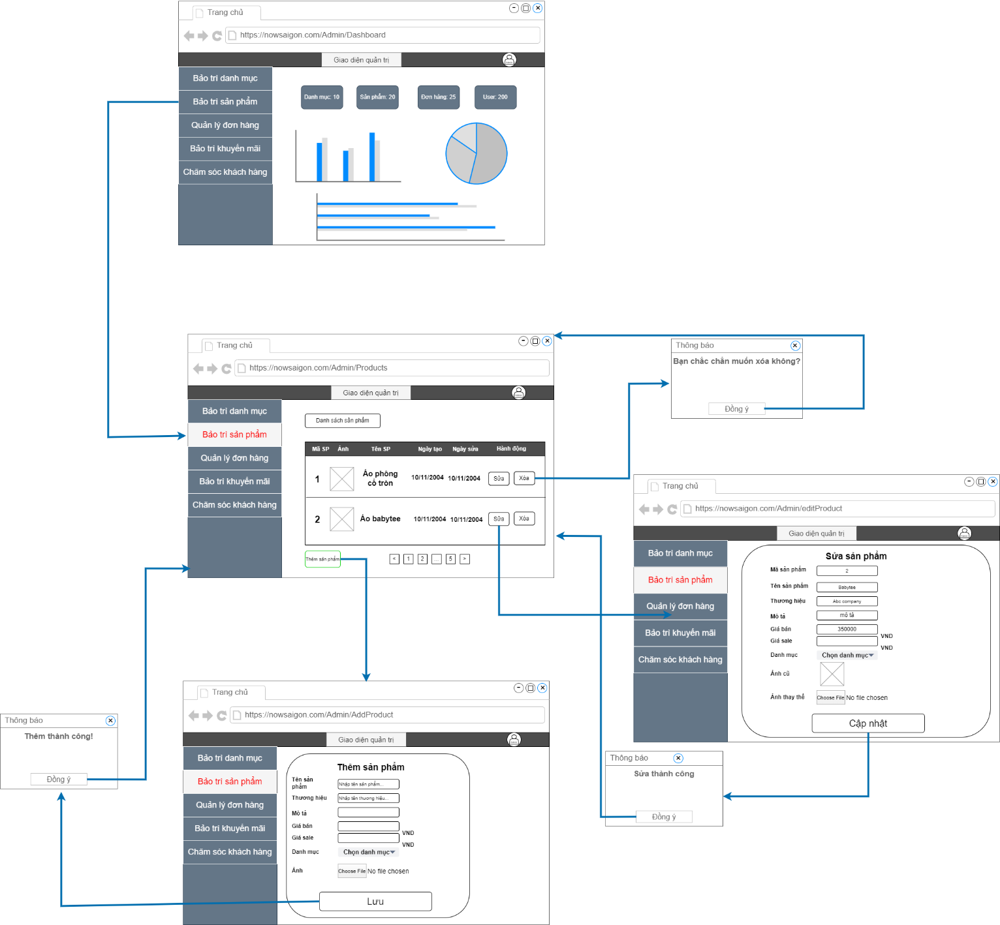 Trang chủ
https://nowsaigon.com/Admin/Dashboard
Giao diện quản trị
Bảo trì danh mục
Bảo trì sản phẩm
Quản lý đơn hàng
Bảo trì khuyến mãi
Chăm sóc khách hàng
Danh mục: 10
Sản phẩm: 20
Đơn hàng: 25
User: 200
Trang chủ
https://nowsaigon.com/Admin/Products
Giao diện quản trị
Bảo trì danh mục
Bảo trì sản phẩm
Quản lý đơn hàng
Bảo trì khuyến mãi
Chăm sóc khách hàng
Danh sách sản phẩm
Mã SP Ảnh Tên SP Ngày tạo Ngày sửa Hành động
1 Áo phông cổ tròn 10/11/2004 10/11/2004 Sửa Xóa
2 Áo babytee 10/11/2004 10/11/2004 Sửa Xóa
Thêm sản phẩm
< 1 2 ... 5 >
Thông báo
Bạn chắc chắn muốn xóa không?
Đồng ý
Trang chủ
https://nowsaigon.com/Admin/editProduct
Giao diện quản trị
Bảo trì danh mục
Bảo trì sản phẩm
Quản lý đơn hàng
Bảo trì khuyến mãi
Chăm sóc khách hàng
Sửa sản phẩm
Mã sản phẩm 2
Tên sản phẩm Babytee
Thương hiệu Abc company
Mô tả mô tả
Giá bán 350000 VND
Giá sale VND
Danh mục Chọn danh mục
Ảnh cũ
Ảnh thay thế Choose File No file chosen
Cập nhật
Thông báo
Sửa thành công
Đồng ý
Trang chủ
https://nowsaigon.com/Admin/AddProduct
Giao diện quản trị
Bảo trì danh mục
Bảo trì sản phẩm
Quản lý đơn hàng
Bảo trì khuyến mãi
Chăm sóc khách hàng
Thêm sản phẩm
Tên sản phẩm Nhập tên sản phẩm...
Thương hiệu Nhập tên thương hiệu...
Mô tả
Giá bán VND
Giá sale VND
Danh mục Chọn danh mục
Ảnh Choose File No file chosen
Lưu
Thông báo
Thêm thành công!
Đồng ý